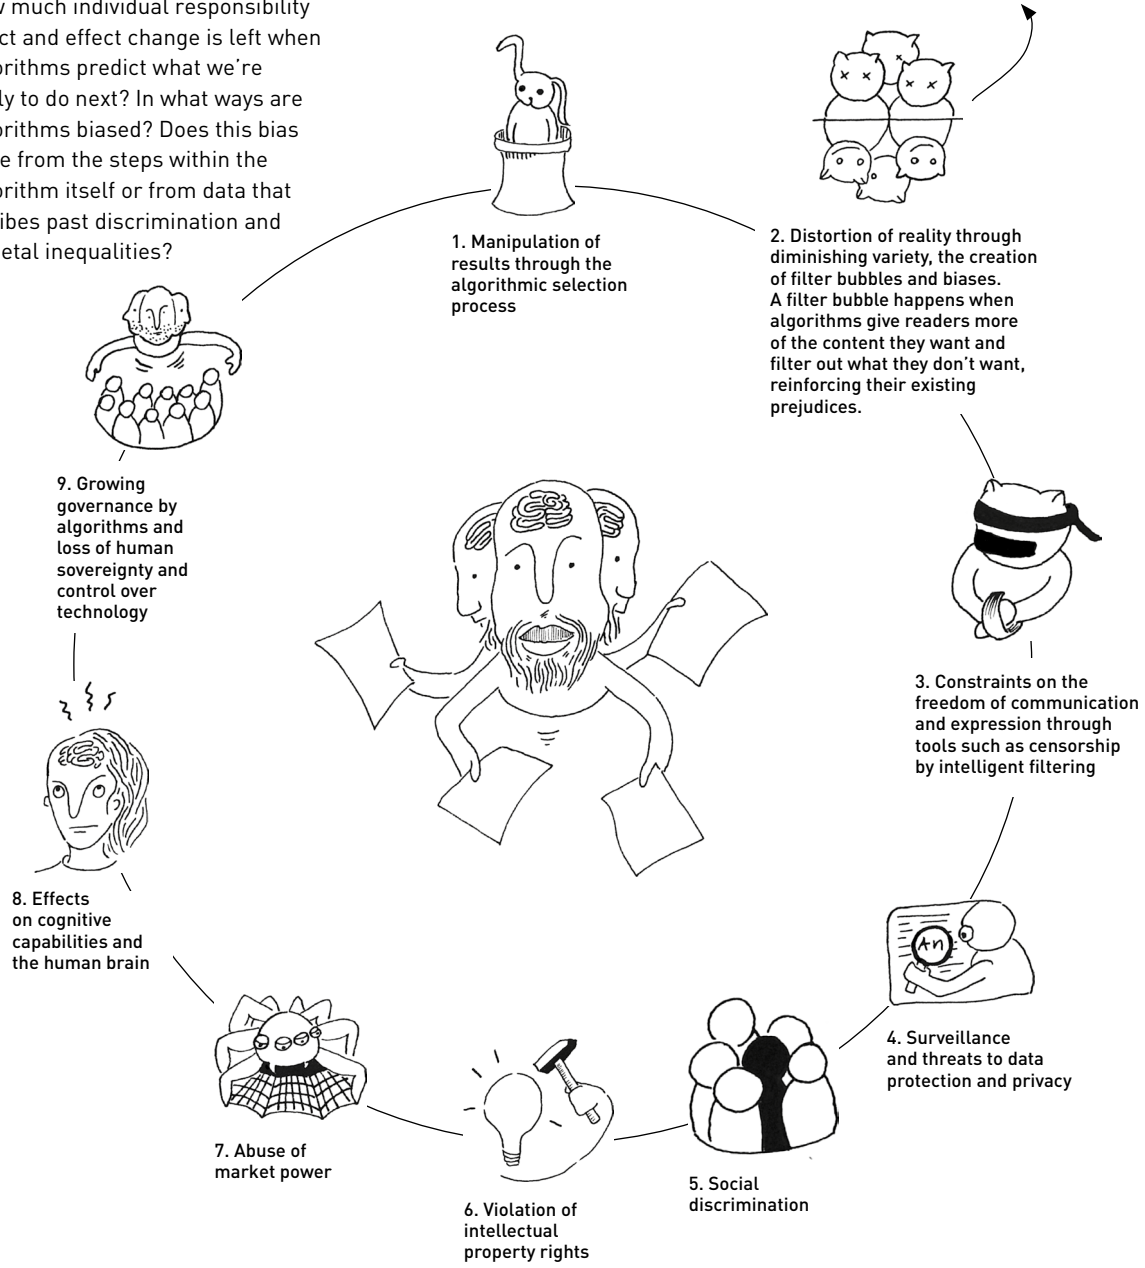 much individual responsibility
and effect change is left when
predict what we’re
to do next? In what ways are
biased? Does this bias
from the steps within the
itself or from data that
past discrimination and
inequalities?
1. Manipulation of
results through the
algorithmic selection
process
2. Distortion of reality through
diminishing variety, the creation
of filter bubbles and biases.
A filter bubble happens when
algorithms give readers more
of the content they want and
filter out what they don’t want,
reinforcing their existing
prejudices.
3. Constraints on the
freedom of communication
and expression through
tools such as censorship
by intelligent filtering
An
4. Surveillance
and threats to data
protection and privacy
5. Social
discrimination
6. Violation of
intellectual
property rights
7. Abuse of
market power
8. Effects
on cognitive
capabilities and
the human brain
9. Growing
governance by
algorithms and
loss of human
sovereignty and
control over
technology